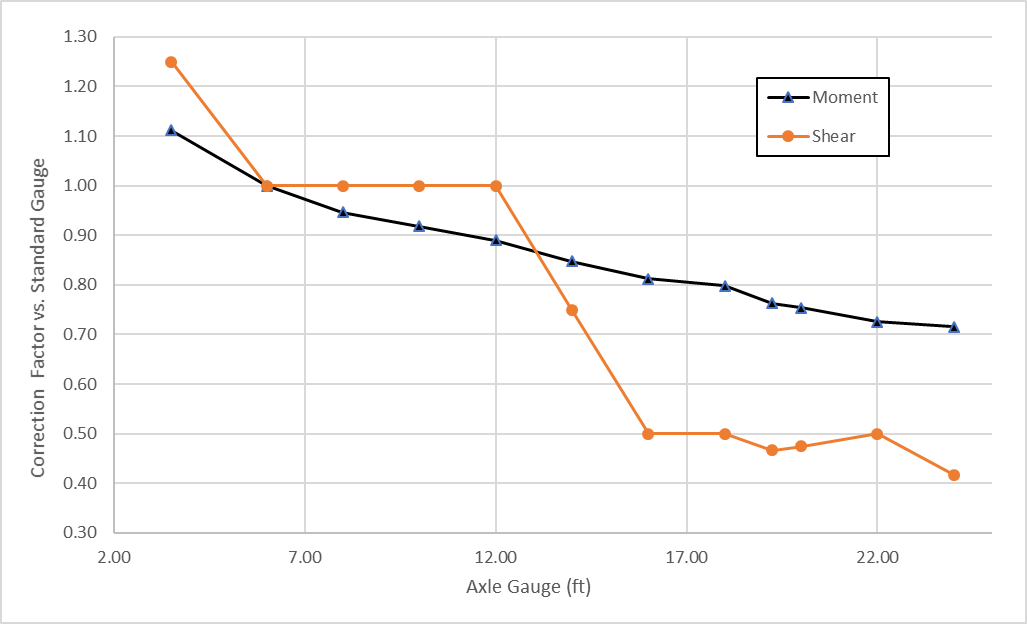 1.30
1.20
1.10
1.00
0.90
0.80
0.70
0.60
0.50
0.40
0.30
Correction Factor vs. Standard Gauge
Moment
Shear
2.00 7.00 12.00 17.00 22.00
Axle Gauge (ft)